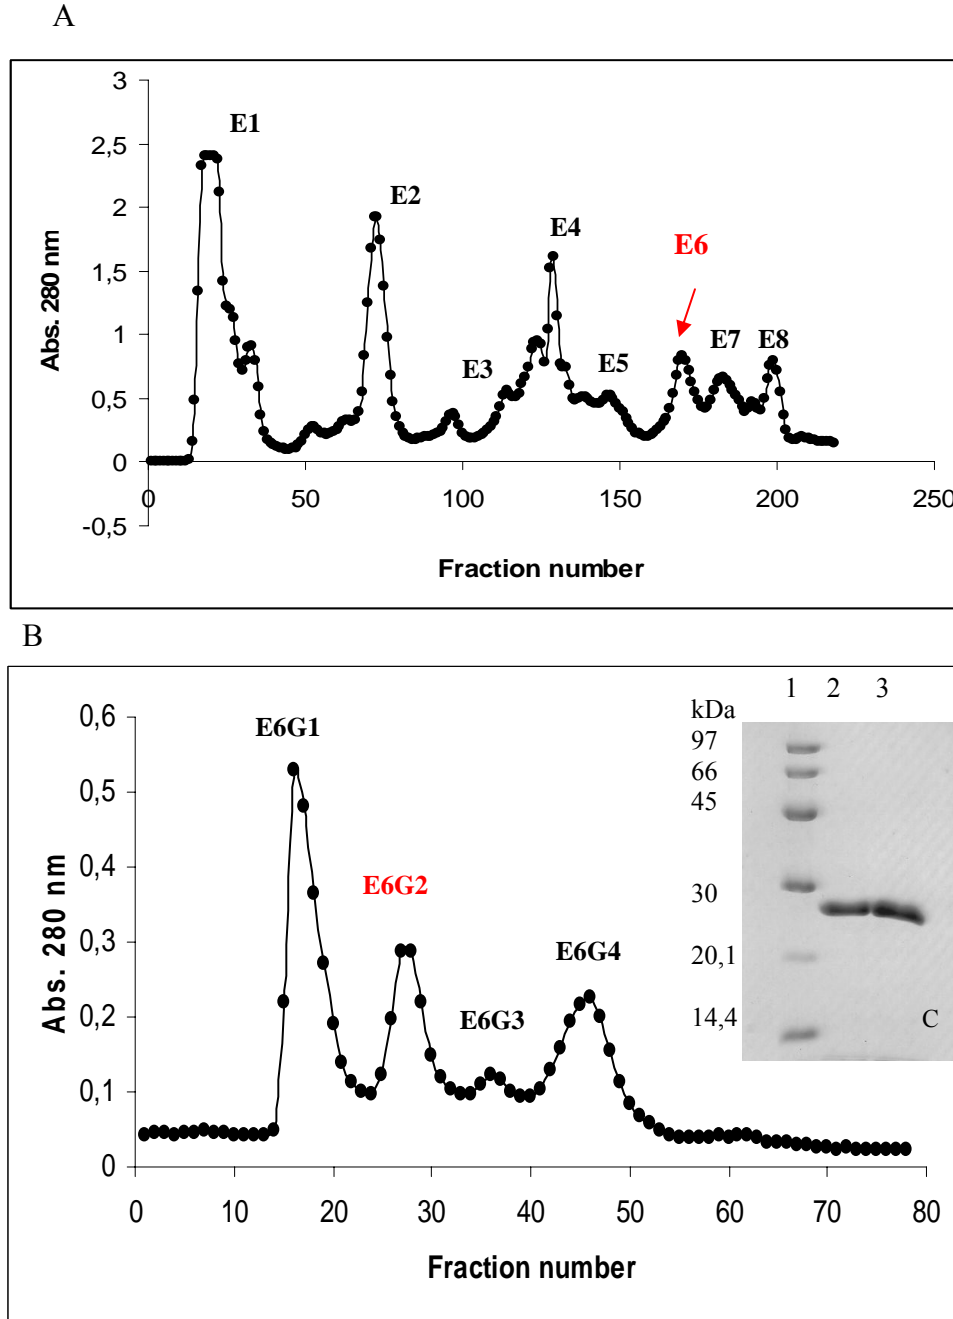 A
3
2,5
2
1,5
1
0,5
0
-0,5
Abs. 280 nm
E1
E2
E3
E4
E5
E6
E7
E8
0 50 100 150 200 250
Fraction number
B
0,6
0,5
0,4
0,3
0,2
0,1
0
Abs. 280 nm
E6G1
E6G2
E6G3
E6G4
0 10 20 30 40 50 60 70 80
Fraction number
1 2 3
kDa
97
66
45
30
20,1
14,4
C